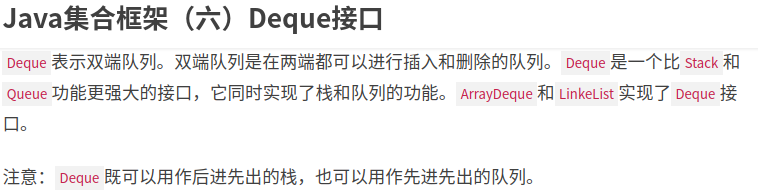 Java集合框架（六）Deque接口
Deque表示双端队列。双端队列是在两端都可以进行插入和删除的队列。Deque是一个比Stack和
Queue功能更强大的接口，它同时实现了栈和队列的功能。ArrayDeque和LinkeList实现了Deque接
口。
注意：Deque既可以用作后进先出的栈，也可以用作先进先出的队列。